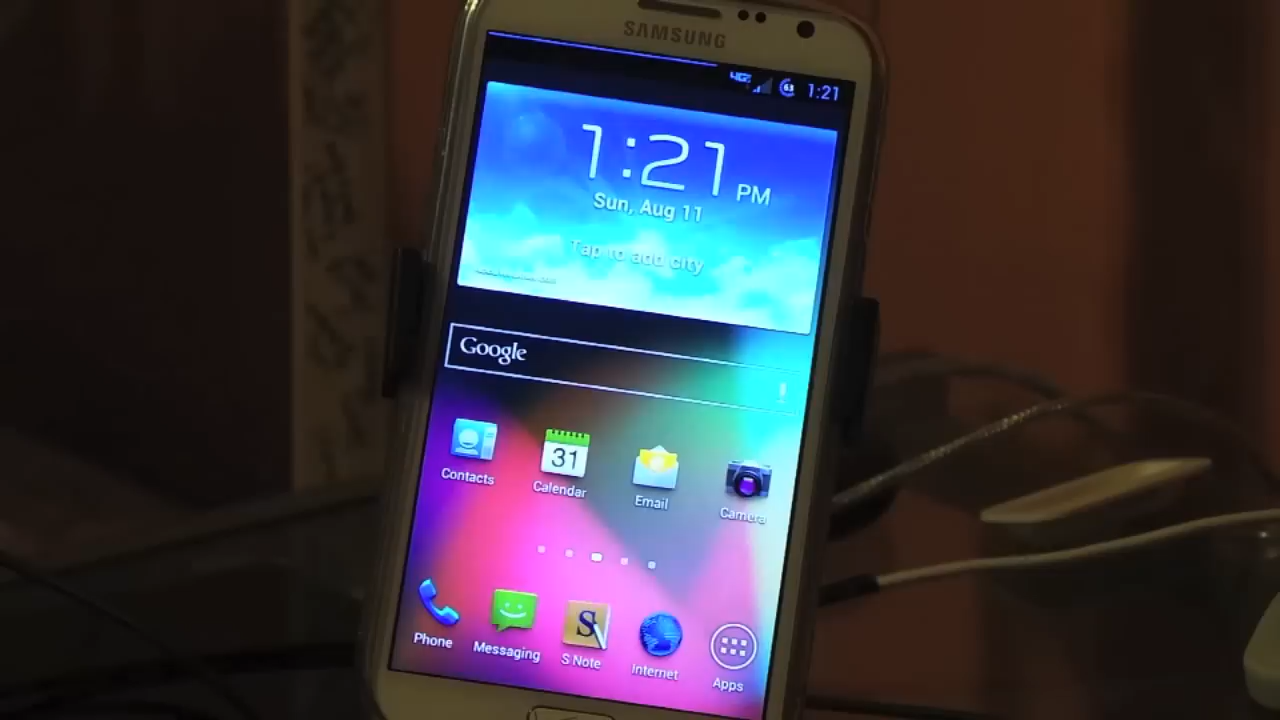 SAMSUNG
4G 63 1:21
1:21 PM
Sun, Aug 11
Tap to add city
Google
31
Contacts Calendar Email Camera
S
Phone Messaging S Note Internet Apps